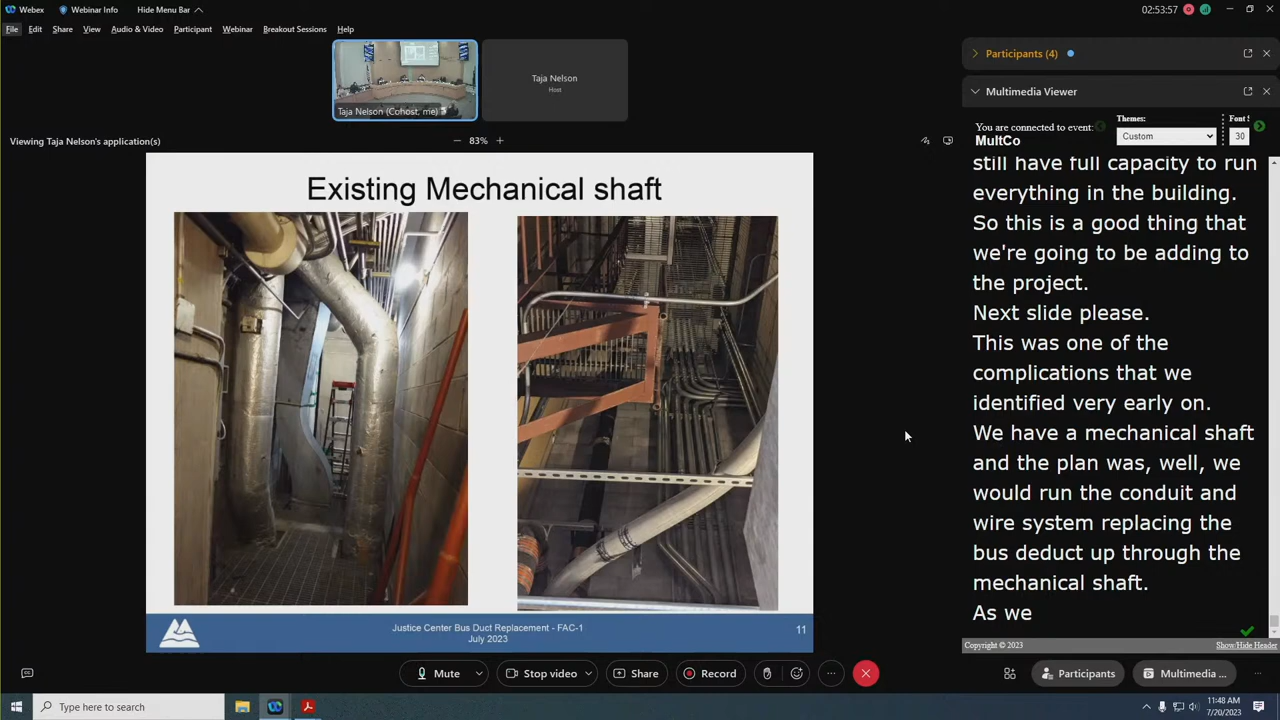 Webex
Webinar Info
Hide Menu Bar
02:53:57
File Edit Share View Audio & Video Participant Webinar Breakout Sessions Help
Taja Nelson (Cohost, me)
Taja Nelson
Host
Viewing Taja Nelson's application(s)
83%
Existing Mechanical shaft
Justice Center Bus Duct Replacement - FAC-1
July 2023
11
Participants (4)
Multimedia Viewer
You are connected to event:
MultCo
Themes:
Custom
Font S
30
still have full capacity to run
everything in the building.
So this is a good thing that
we're going to be adding to
the project.
Next slide please.
This was one of the
complications that we
identified very early on.
We have a mechanical shaft
and the plan was, well, we
would run the conduit and
wire system replacing the
bus deduct up through the
mechanical shaft.
As we
Copyright © 2023
Show/Hide Header
Mute
Stop video
Share
Record
Participants
Multimedia ...
Type here to search
11:48 AM
7/20/2023